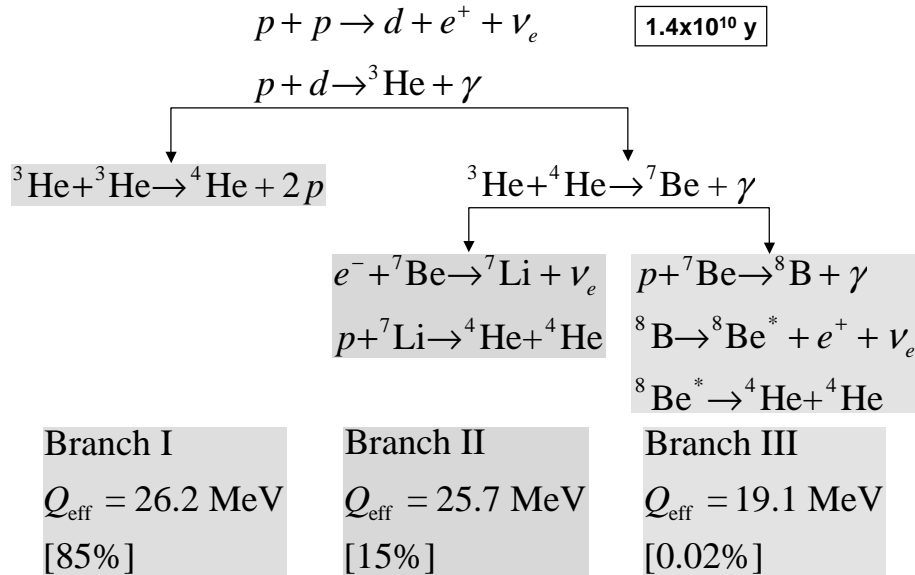 p + p → d + e⁺ + νₑ
1.4x10¹⁰ y
p + d → ³He + γ
³He + ³He → ⁴He + 2p
³He + ⁴He → ⁷Be + γ
e⁻ + ⁷Be → ⁷Li + νₑ
p + ⁷Li → ⁴He + ⁴He
p + ⁷Be → ⁸B + γ
⁸B → ⁸Be* + e⁺ + νₑ
⁸Be* → ⁴He + ⁴He
Branch I
Q_eff = 26.2 MeV
[85%]
Branch II
Q_eff = 25.7 MeV
[15%]
Branch III
Q_eff = 19.1 MeV
[0.02%]